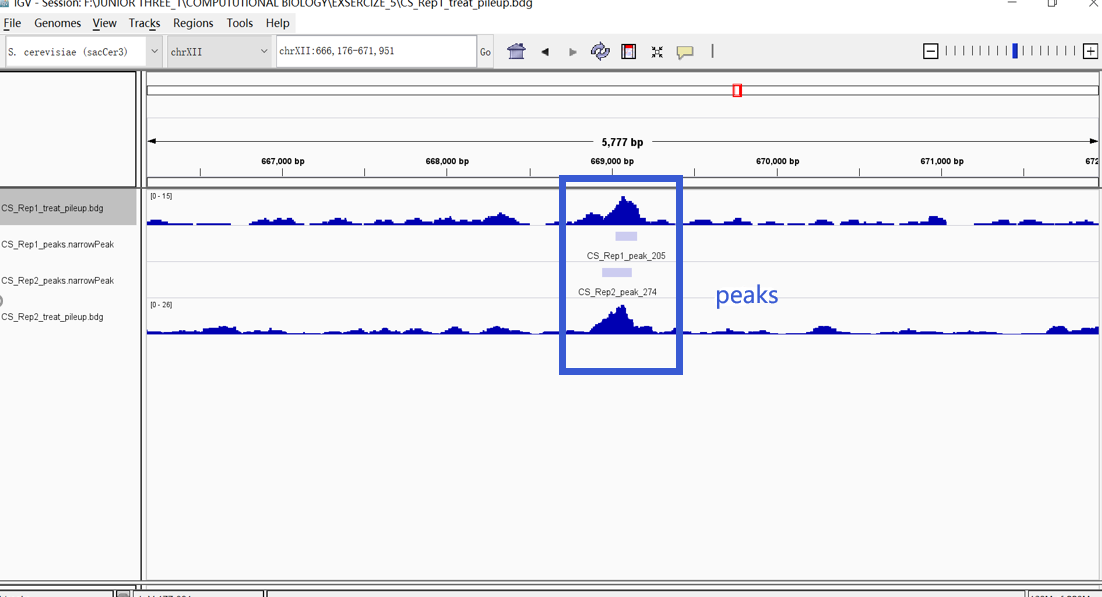 IGV - Session: F:\JUNIOR THREE_1\COMPUTUTIONAL BIOLOGY\EXSERCIZE_5\CS_Rep1_treat_pileup.bdg
File Genomes View Tracks Regions Tools Help
S. cerevisiae (sacCer3) chrXII chrXII:666,176-671,951 Go
5,777 bp
667,000 bp 668,000 bp 669,000 bp 670,000 bp 671,000 bp 672
[0 - 15]
CS_Rep1_treat_pileup.bdg
CS_Rep1_peaks.narrowPeak
CS_Rep1_peak_205
CS_Rep2_peaks.narrowPeak
CS_Rep2_peak_274
peaks
[0 - 26]
CS_Rep2_treat_pileup.bdg